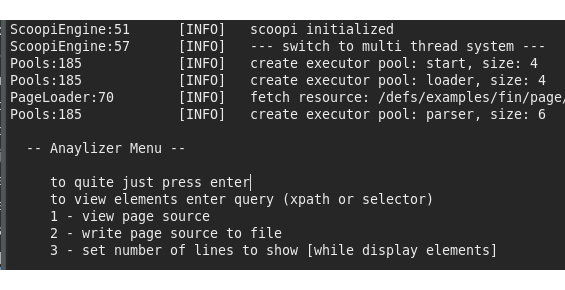 ScoopiEngine:51 [INFO] scoopi initialized
ScoopiEngine:57 [INFO] --- switch to multi thread system ---
Pools:185 [INFO] create executor pool: start, size: 4
Pools:185 [INFO] create executor pool: loader, size: 4
PageLoader:70 [INFO] fetch resource: /defs/examples/fin/page/
Pools:185 [INFO] create executor pool: parser, size: 6
-- Anaylizer Menu --
to quite just press enter
to view elements enter query (xpath or selector)
1 - view page source
2 - write page source to file
3 - set number of lines to show [while display elements]